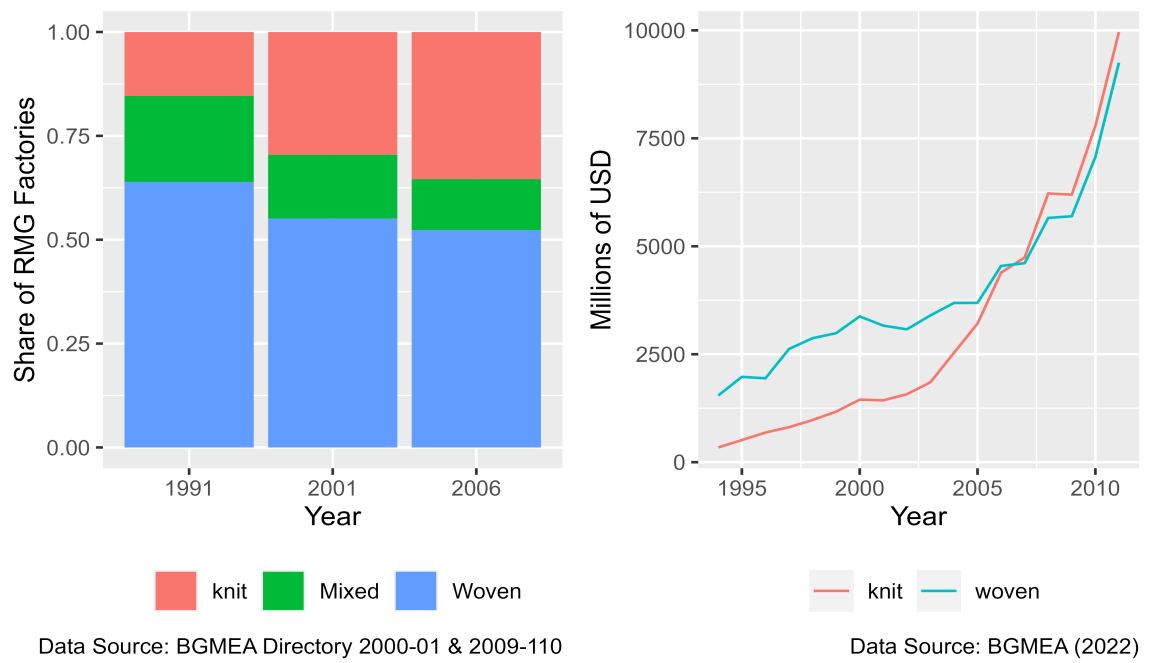 Share of RMG Factories
1.00
0.75
0.50
0.25
0.00
1991 2001 2006
Year
knit Mixed Woven
Data Source: BGMEA Directory 2000-01 & 2009-110
Millions of USD
10000
7500
5000
2500
0
1995 2000 2005 2010
Year
knit woven
Data Source: BGMEA (2022)